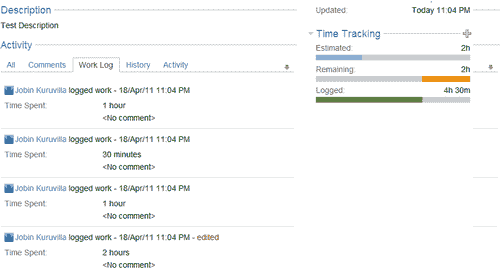 Description
Test Description
Activity
All Comments Work Log History Activity
Jobin Kuruvilla logged work - 18/Apr/11 11:04 PM
Time Spent: 1 hour
<No comment>
Jobin Kuruvilla logged work - 18/Apr/11 11:04 PM
Time Spent: 30 minutes
<No comment>
Jobin Kuruvilla logged work - 18/Apr/11 11:04 PM
Time Spent: 1 hour
<No comment>
Jobin Kuruvilla logged work - 18/Apr/11 11:04 PM - edited
Time Spent: 2 hours
<No comment>
Updated: Today 11:04 PM
Time Tracking
Estimated: 2h
Remaining: 2h
Logged: 4h 30m